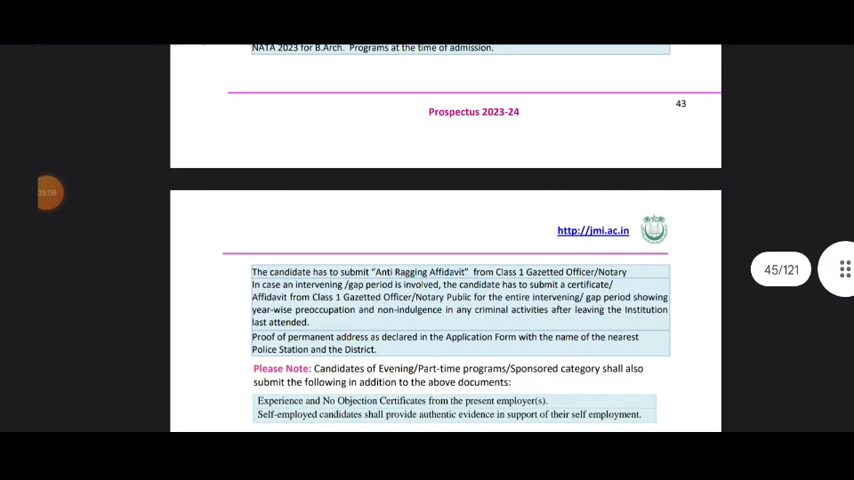 NATA 2023 for B.Arch.  Programs at the time of admission.
43
Prospectus 2023-24
05:08
http://jmi.ac.in
45/121
The candidate has to submit “Anti Ragging Affidavit”  from Class 1 Gazetted Officer/Notary
In case an intervening /gap period is involved, the candidate has to submit a certificate/
Affidavit from Class 1 Gazetted Officer/Notary Public for the entire intervening/ gap period showing
year-wise preoccupation and non-indulgence in any criminal activities after leaving the Institution
last attended.
Proof of permanent address as declared in the Application Form with the name of the nearest
Police Station and the District.
Please Note: Candidates of Evening/Part-time programs/Sponsored category shall also
submit the following in addition to the above documents:
Experience and No Objection Certificates from the present employer(s).
Self-employed candidates shall provide authentic evidence in support of their self employment.